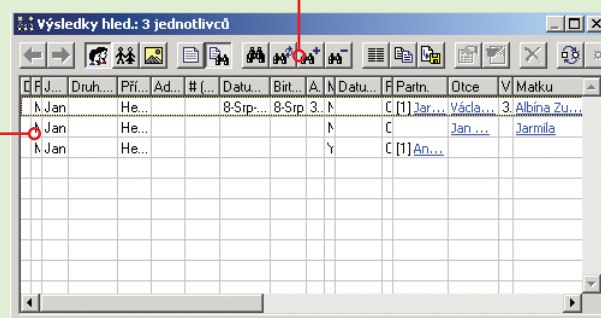 Výsledky hled.: 3 jednotlivců
F J... Druh.... Pří... Ad... # (... Datu... Birt... A. N Datu... F Partn. Otce V Matku
M Jan He... 8-Srp-... 8-Srp 3.. N C [1] Jar... Václa... 3. Albína Zu...
M Jan He... N C Jan ... Jarmila
M Jan He... Y C [1] An...